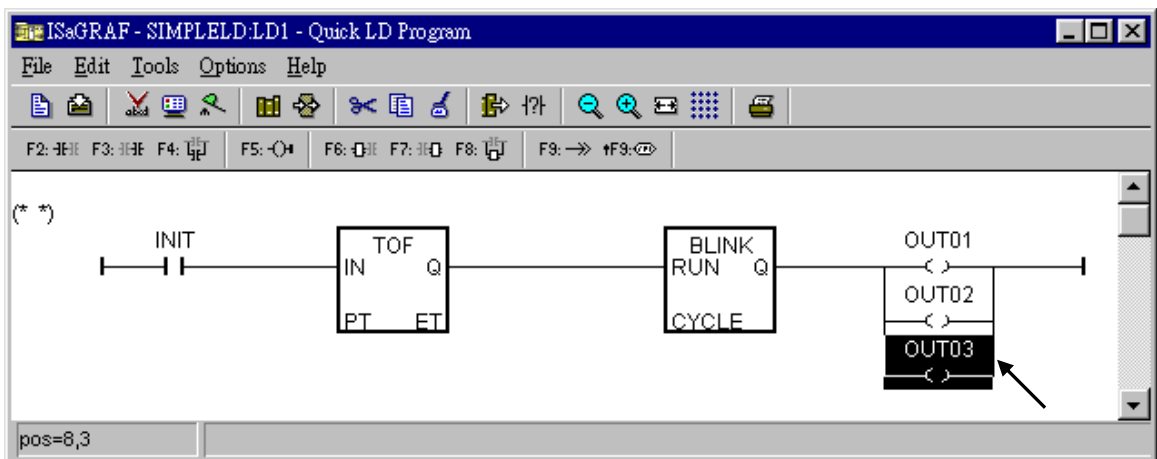 ISaGRAF - SIMPLELD:LD1 - Quick LD Program
File Edit Tools Options Help
F2: F3: F4: F5: F6: F7: F8: F9: F9:
(* *)
INIT
TOF
IN Q
PT ET
BLINK
RUN Q
CYCLE
OUT01
OUT02
OUT03
pos=8,3